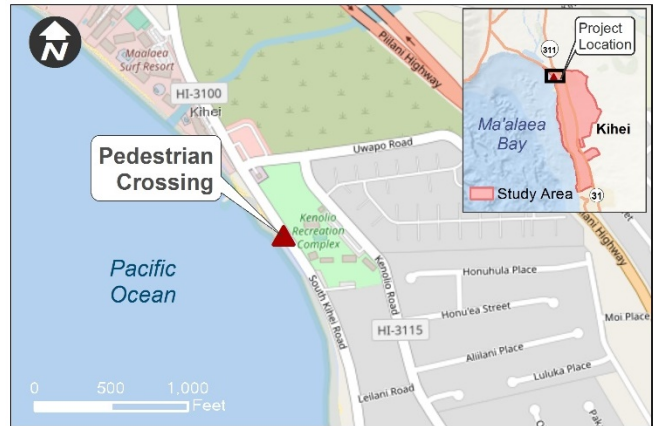 N
Maalaea
Surf Resort
HI-3100
Kihei
Piilani Highway
Uwapo Road
Pedestrian
Crossing
Kenolio
Recreation
Complex
Pacific
Ocean
South Kihei Road
Kenolio Road
HI-3115
Honuhula Place
Honu'ea Street
Aliilani Place
Luluka Place
Leilani Road
Moi Place
Piilani Highway
0 500 1,000
Feet
Project
Location
311
Ma'alaea
Bay
Kihei
Study Area
31